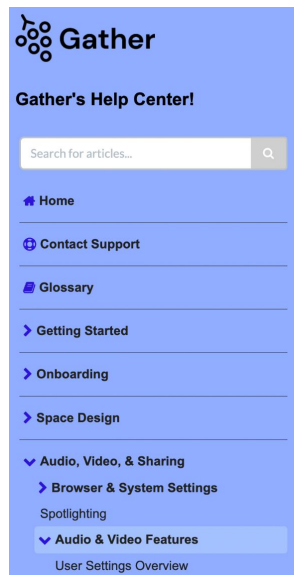 Gather
Gather's Help Center!
Search for articles...
Home
Contact Support
Glossary
Getting Started
Onboarding
Space Design
Audio, Video, & Sharing
Browser & System Settings
Spotlighting
Audio & Video Features
User Settings Overview